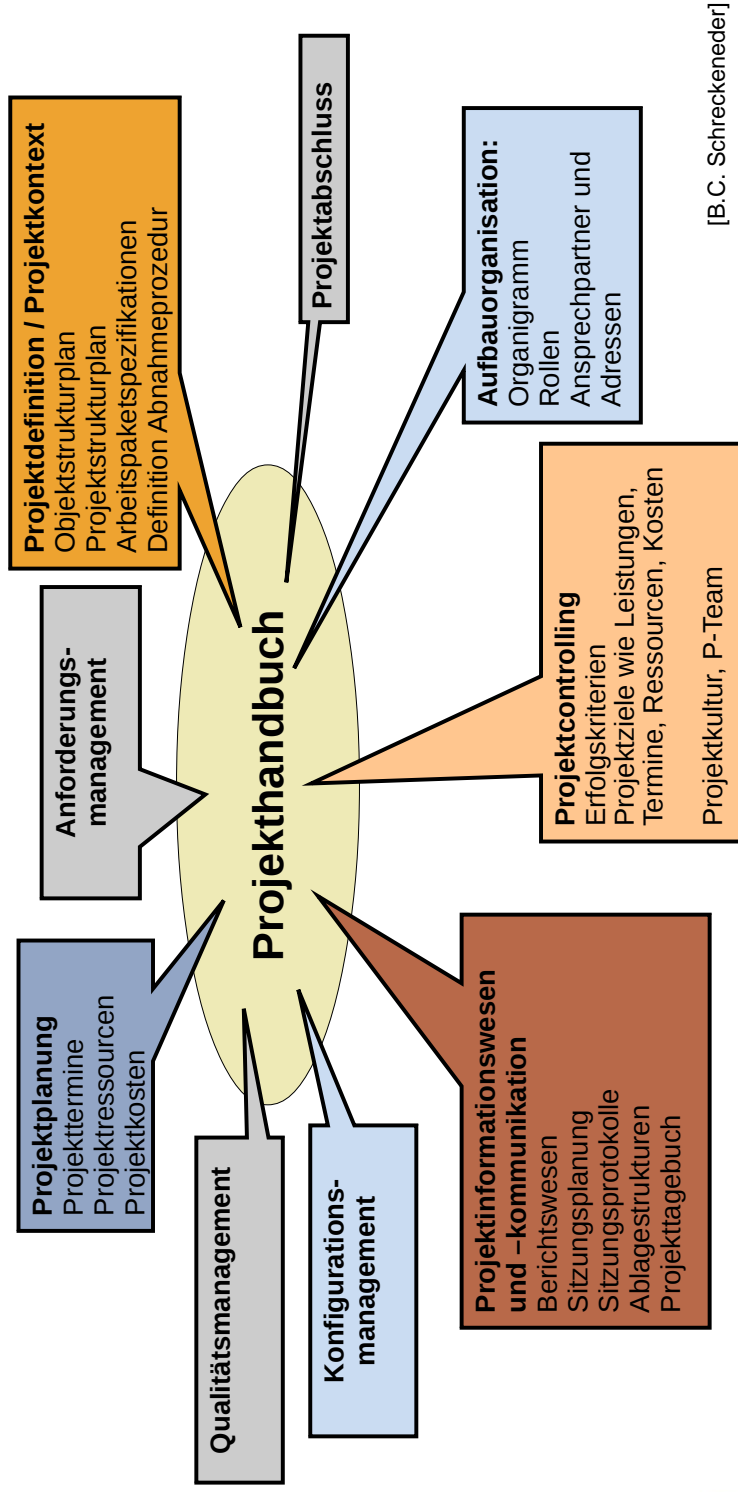 Projektplanung
Projekttermine
Projektressourcen
Projektkosten
Anforderungs-
management
Projektdefinition / Projektkontext
Objektstrukturplan
Projektstrukturplan
Arbeitspaketspezifikationen
Definition Abnahmeprozedur
Qualitätsmanagement
Projekthandbuch
Projektabschluss
Konfigurations-
management
Projektinformationswesen
und –kommunikation
Berichtswesen
Sitzungsplanung
Sitzungsprotokolle
Ablagestrukturen
Projekttagebuch
Projektcontrolling
Erfolgskriterien
Projektziele wie Leistungen,
Termine, Ressourcen, Kosten
Projektkultur, P-Team
Aufbauorganisation:
Organigramm
Rollen
Ansprechpartner und
Adressen
[B.C. Schreckeneder]